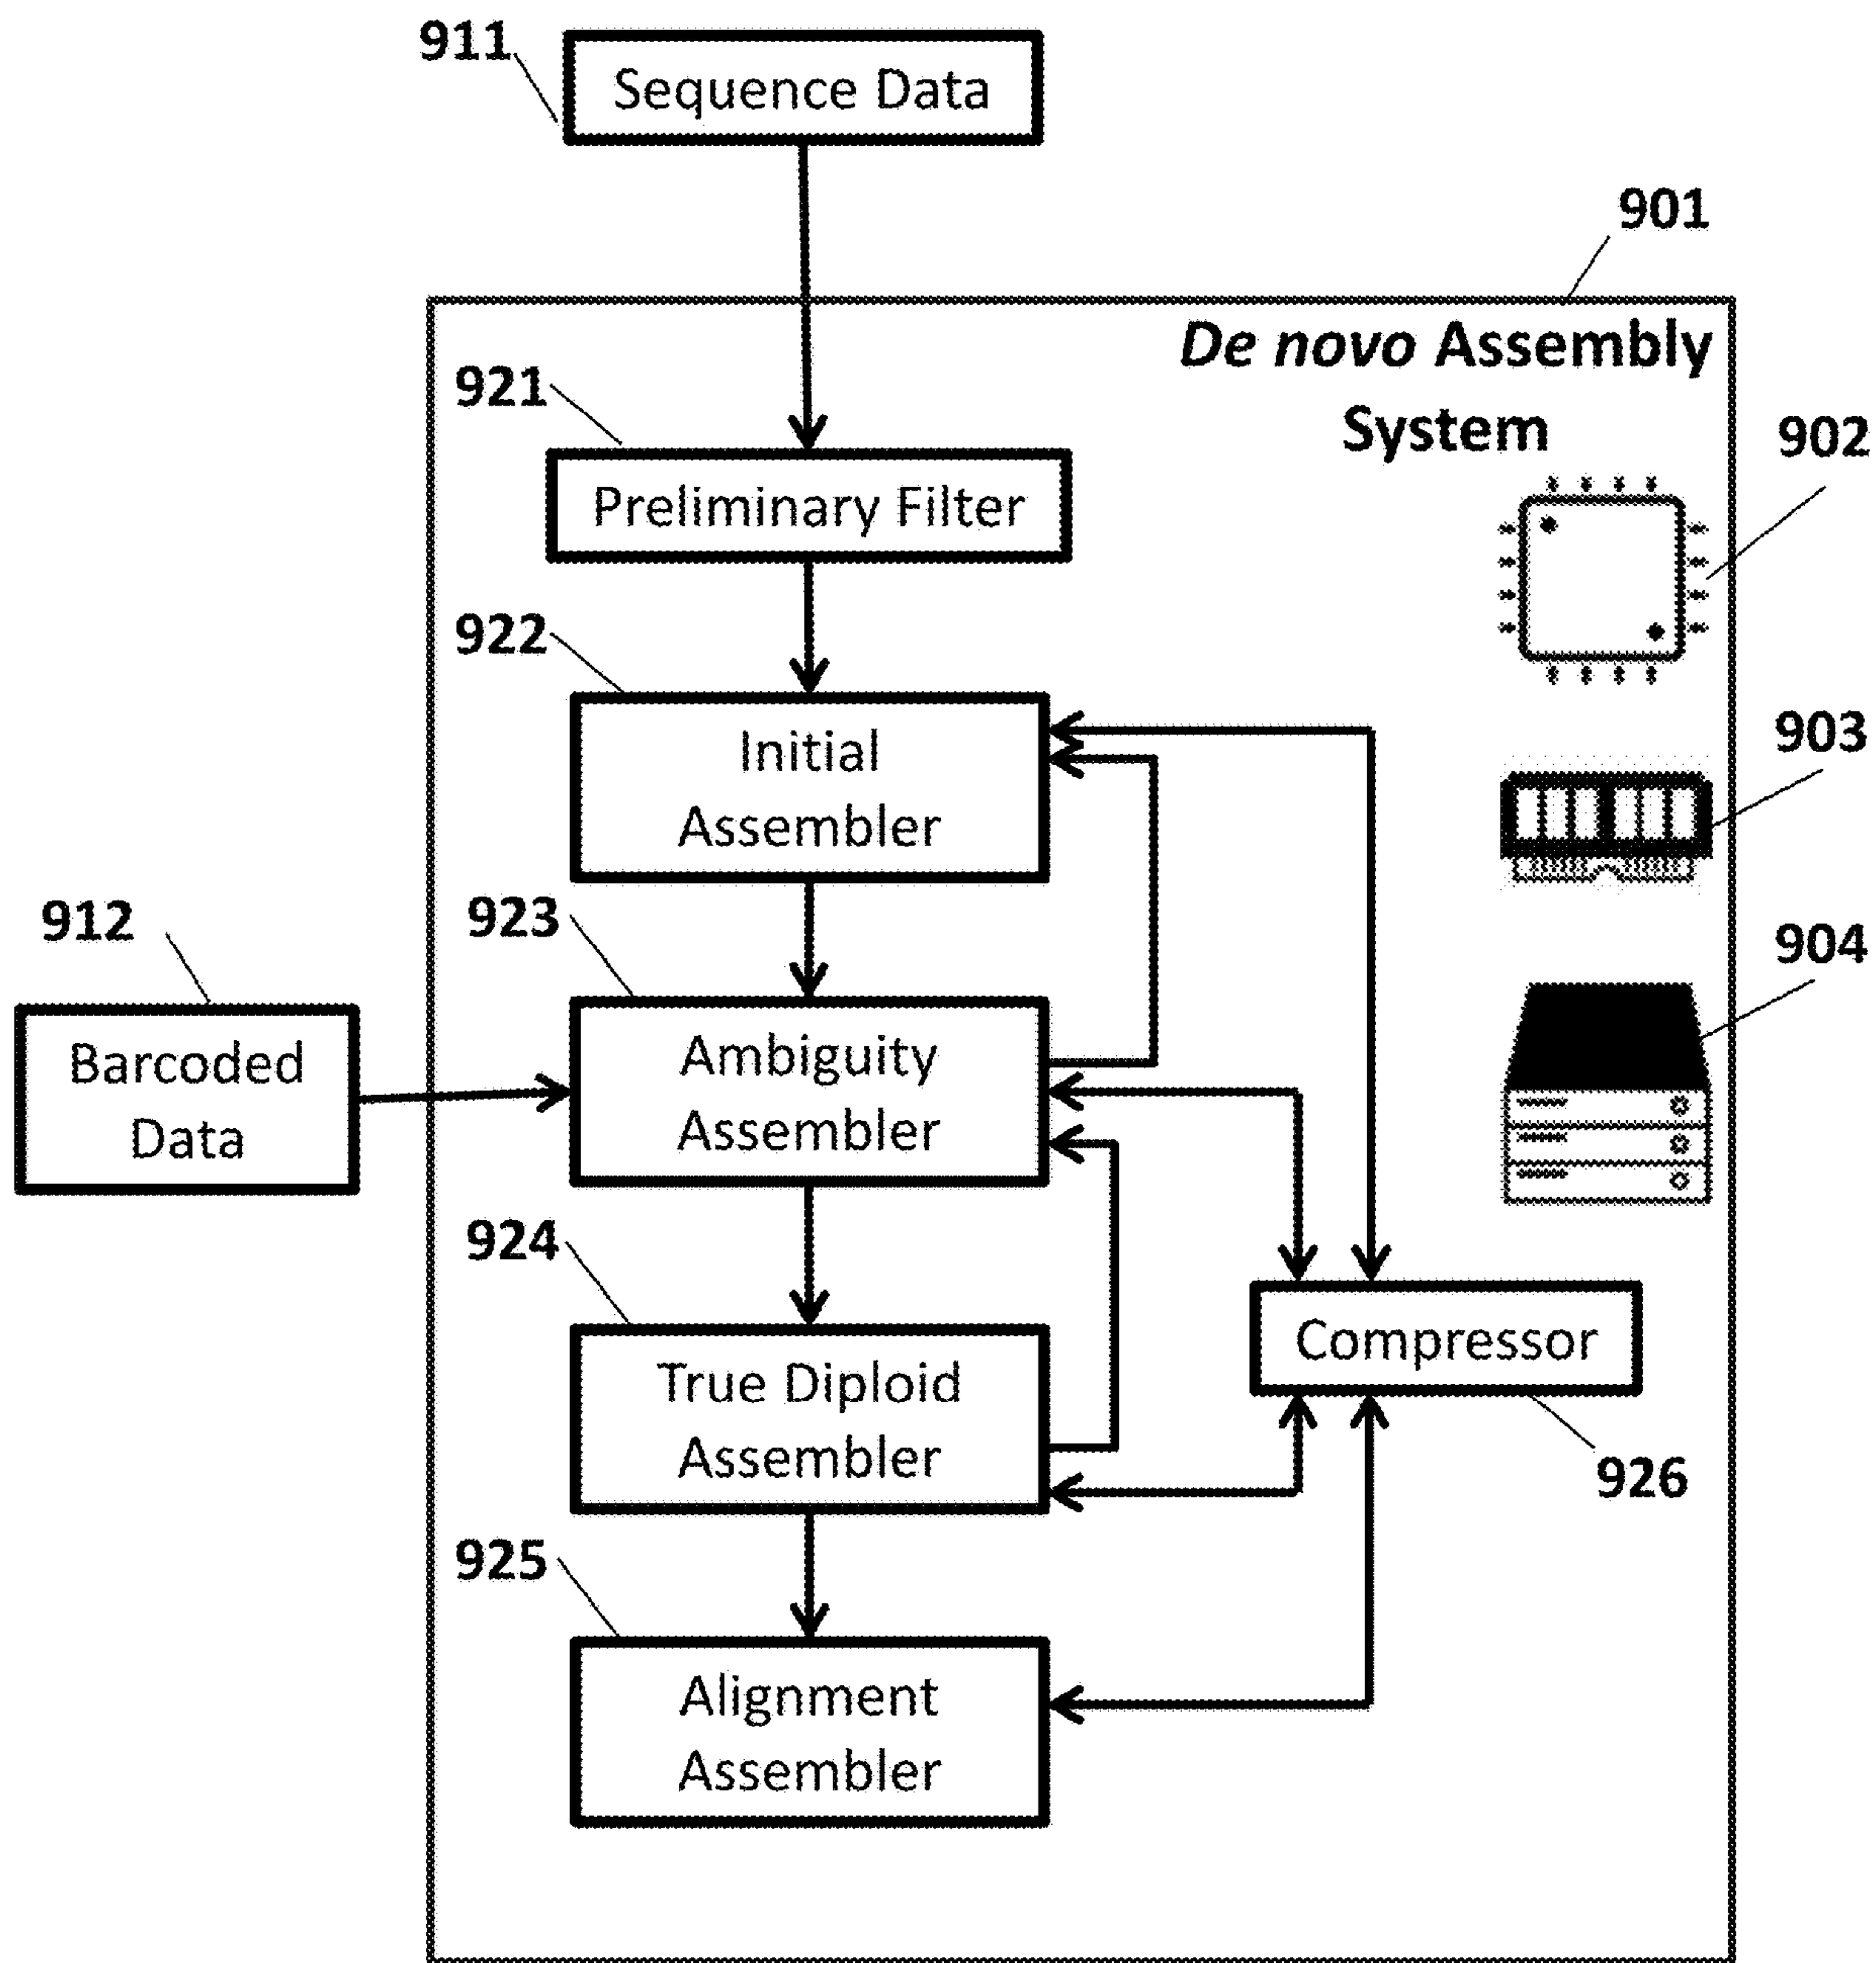 911
Sequence Data
901
De novo Assembly
System
921
902
Preliminary Filter
922
903
Initial
Assembler
923
912
904
Barcoded
Data
Ambiguity
Assembler
924
Compressor
True Diploid
Assembler
926
925
Alignment
Assembler